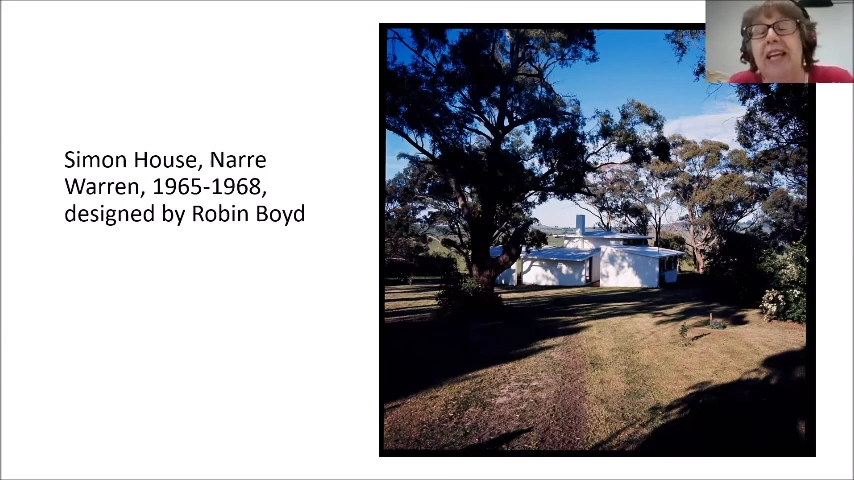 Simon House, Narre
Warren, 1965-1968,
designed by Robin Boyd